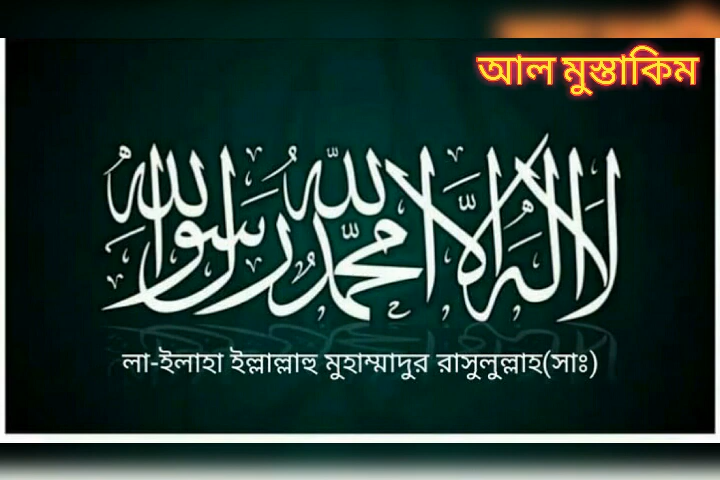 আল মুস্তাকিম
لا اله الا الله محمد رسول الله
লা-ইলাহা ইল্লাল্লাহু মুহাম্মাদুর রাসুলুল্লাহ(সাঃ)